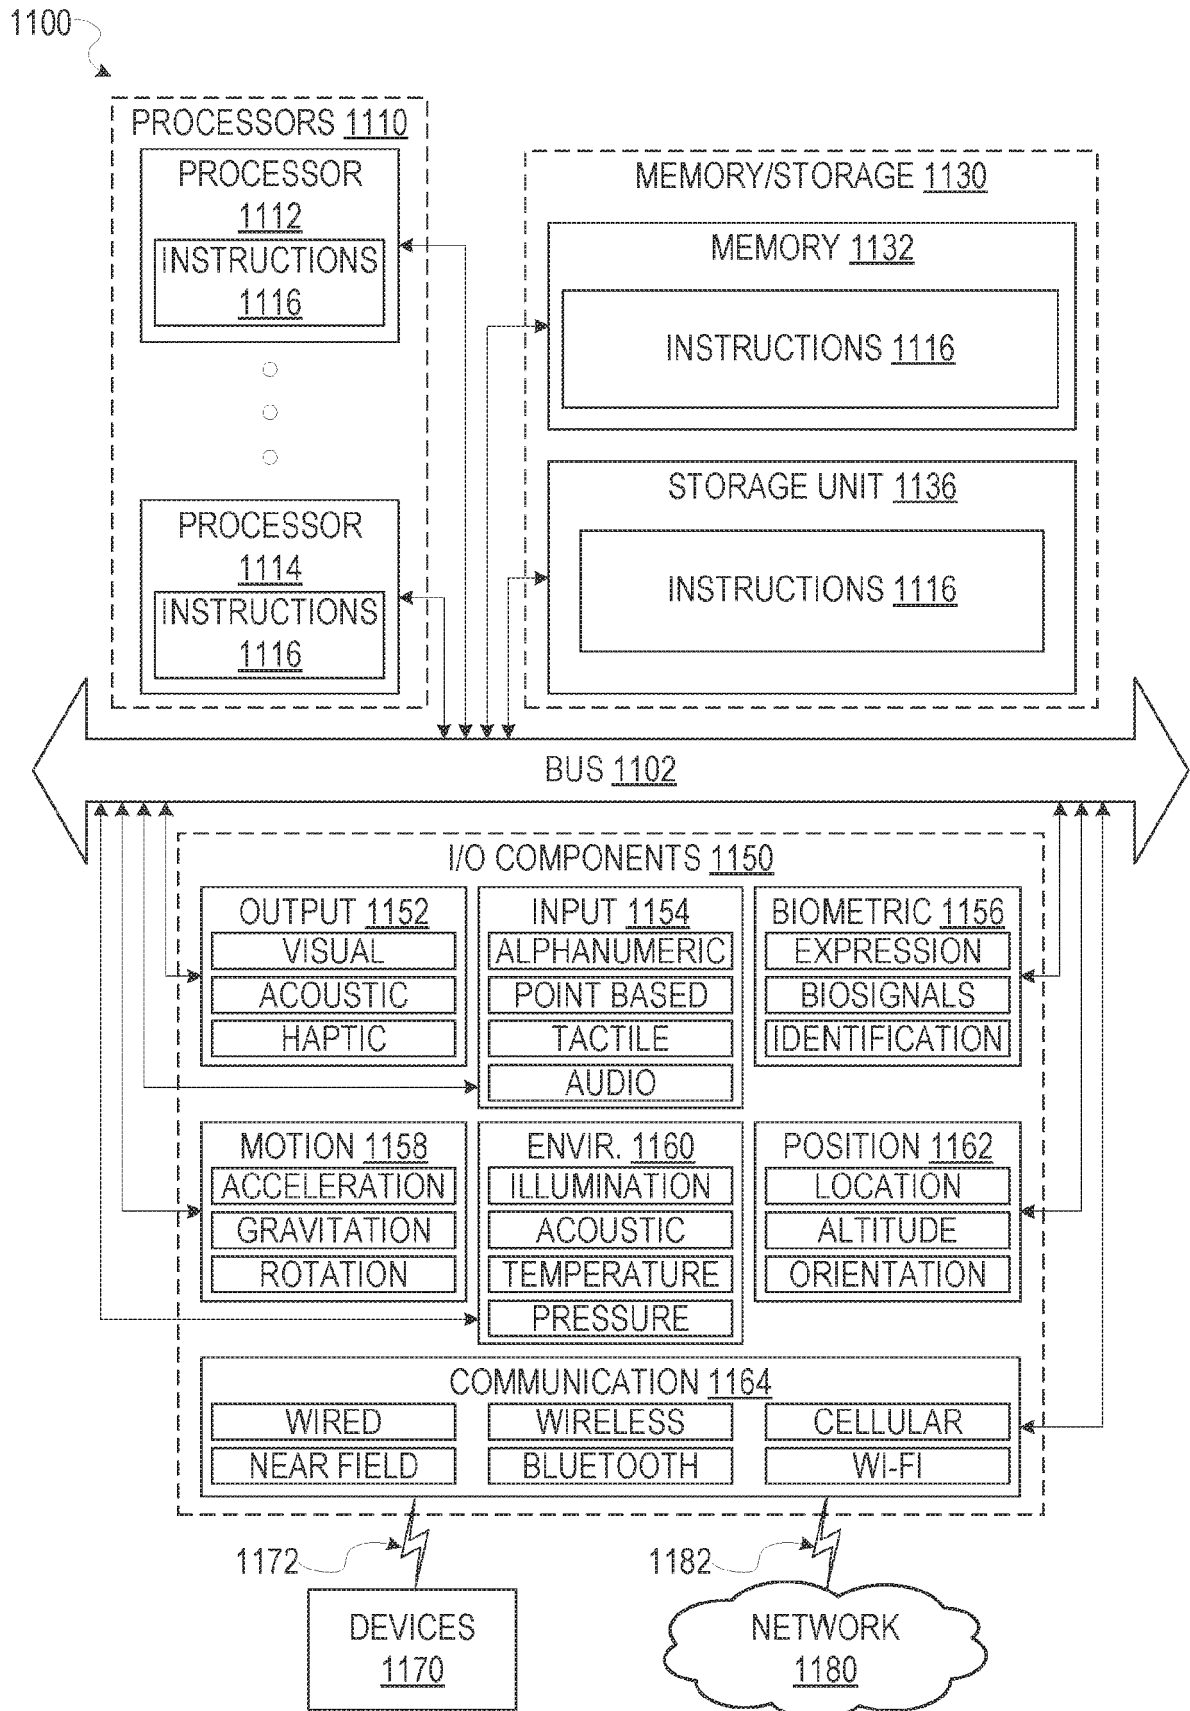 1100
PROCESSORS 1110
PROCESSOR
1112
INSTRUCTIONS
1116
PROCESSOR
1114
INSTRUCTIONS
1116
MEMORY/STORAGE 1130
MEMORY 1132
INSTRUCTIONS 1116
STORAGE UNIT 1136
INSTRUCTIONS 1116
BUS 1102
I/O COMPONENTS 1150
OUTPUT 1152
VISUAL
ACOUSTIC
HAPTIC
INPUT 1154
ALPHANUMERIC
POINT BASED
TACTILE
AUDIO
BIOMETRIC 1156
EXPRESSION
BIOSIGNALS
IDENTIFICATION
MOTION 1158
ACCELERATION
GRAVITATION
ROTATION
ENVIR. 1160
ILLUMINATION
ACOUSTIC
TEMPERATURE
PRESSURE
POSITION 1162
LOCATION
ALTITUDE
ORIENTATION
COMMUNICATION 1164
WIRED
WIRELESS
CELLULAR
NEAR FIELD
BLUETOOTH
WI-FI
1172
1182
DEVICES
1170
NETWORK
1180